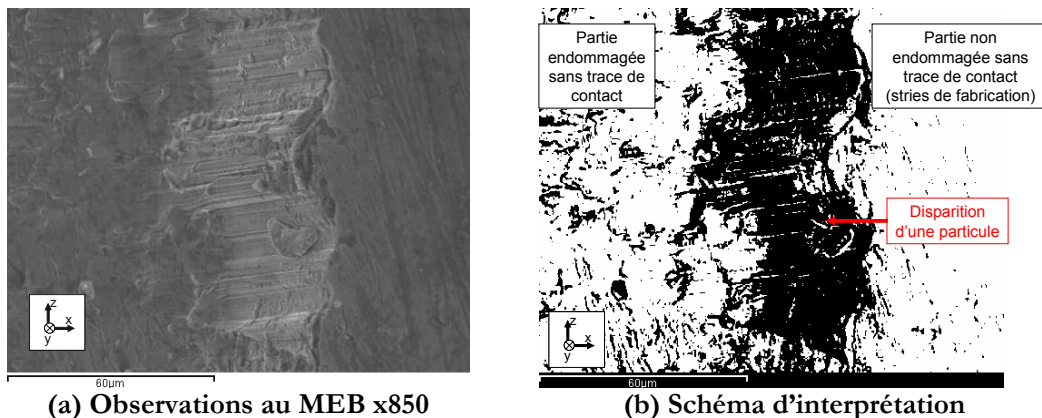 Partie
endommagée
sans trace de
contact
Partie non
endommagée sans
trace de contact
(stries de fabrication)
Disparition
d'une particule
z
x
y
z
x
y
60µm
60µm
(a) Observations au MEB x850
(b) Schéma d'interprétation